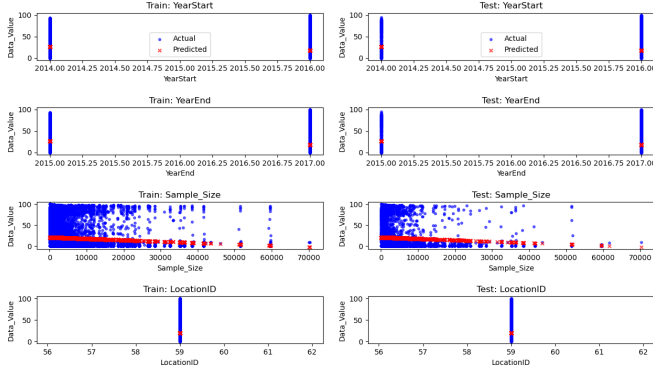 Train: YearStart
Test: YearStart
Data_Value
100
50
0
Actual
Predicted
2014.00 2014.25 2014.50 2014.75 2015.00 2015.25 2015.50 2015.75 2016.00
YearStart
Data_Value
100
50
0
Actual
Predicted
2014.00 2014.25 2014.50 2014.75 2015.00 2015.25 2015.50 2015.75 2016.00
YearStart
Train: YearEnd
Test: YearEnd
Data_Value
100
50
0
2015.00 2015.25 2015.50 2015.75 2016.00 2016.25 2016.50 2016.75 2017.00
YearEnd
Data_Value
100
50
0
2015.00 2015.25 2015.50 2015.75 2016.00 2016.25 2016.50 2016.75 2017.00
YearEnd
Train: Sample_Size
Test: Sample_Size
Data_Value
100
50
0
0 10000 20000 30000 40000 50000 60000 70000
Sample_Size
Data_Value
100
50
0
0 10000 20000 30000 40000 50000 60000 70000
Sample_Size
Train: LocationID
Test: LocationID
Data_Value
100
50
0
56 57 58 59 60 61 62
LocationID
Data_Value
100
50
0
56 57 58 59 60 61 62
LocationID